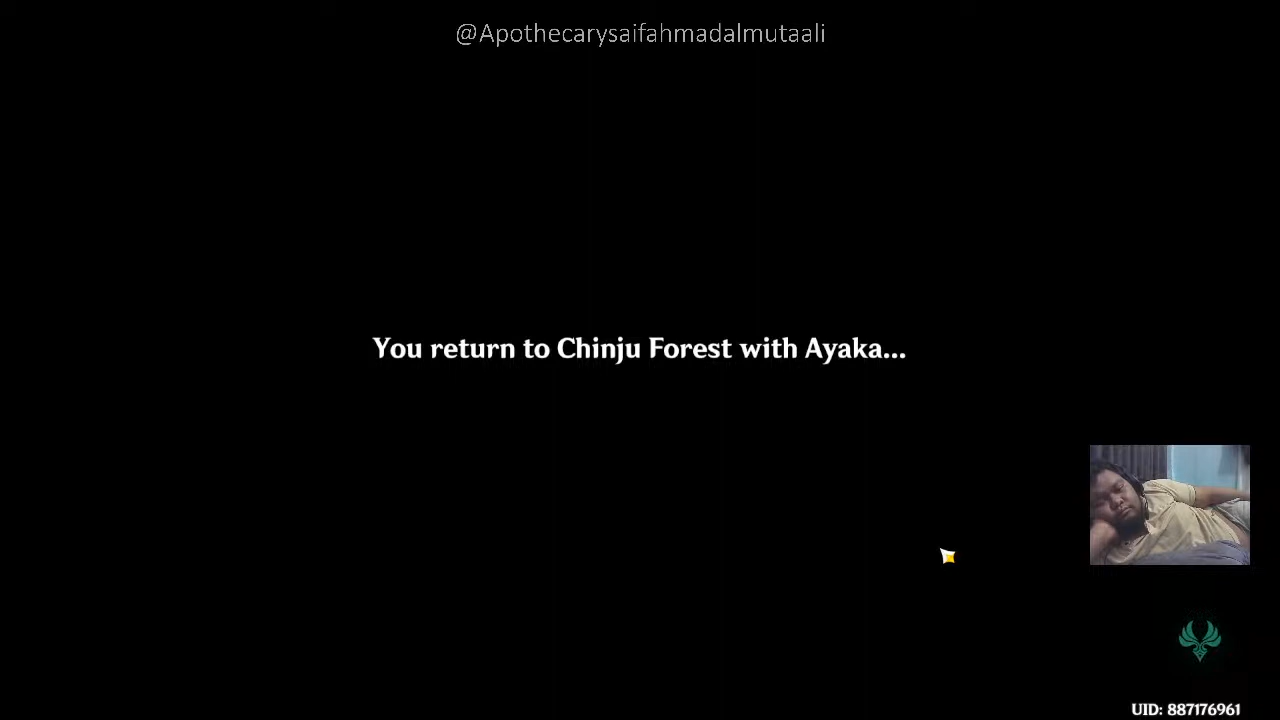 @Apothecarysaifahmadalmutaali
You return to Chinju Forest with Ayaka...
UID: 887176961